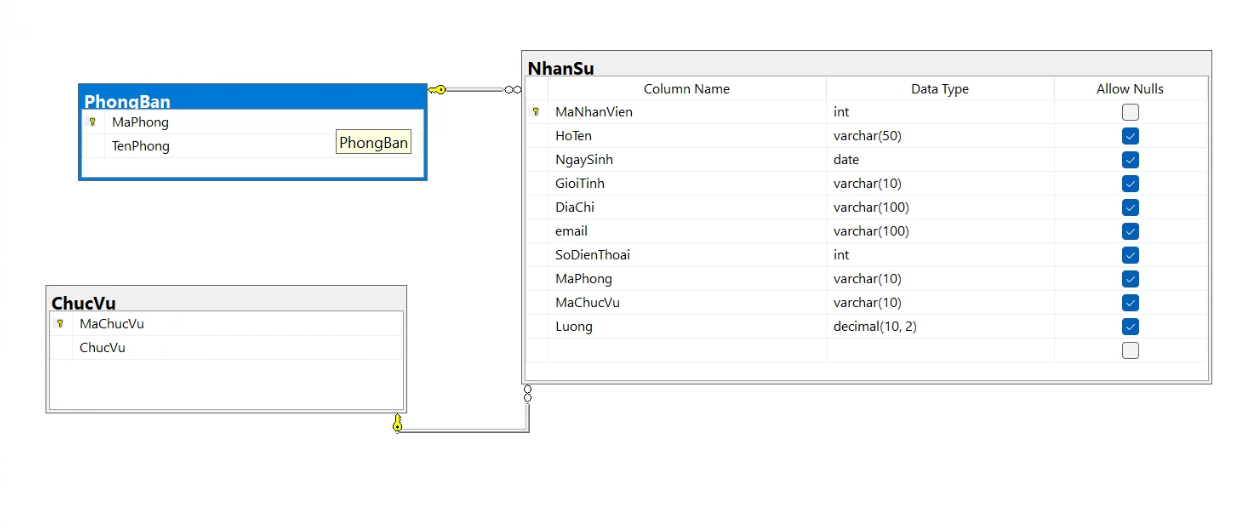 PhongBan
MaPhong
TenPhong
PhongBan
ChucVu
MaChucVu
ChucVu
NhanSu
Column Name Data Type Allow Nulls
MaNhanVien int
HoTen varchar(50)
NgaySinh date
GioiTinh varchar(10)
DiaChi varchar(100)
email varchar(100)
SoDienThoai int
MaPhong varchar(10)
MaChucVu varchar(10)
Luong decimal(10, 2)